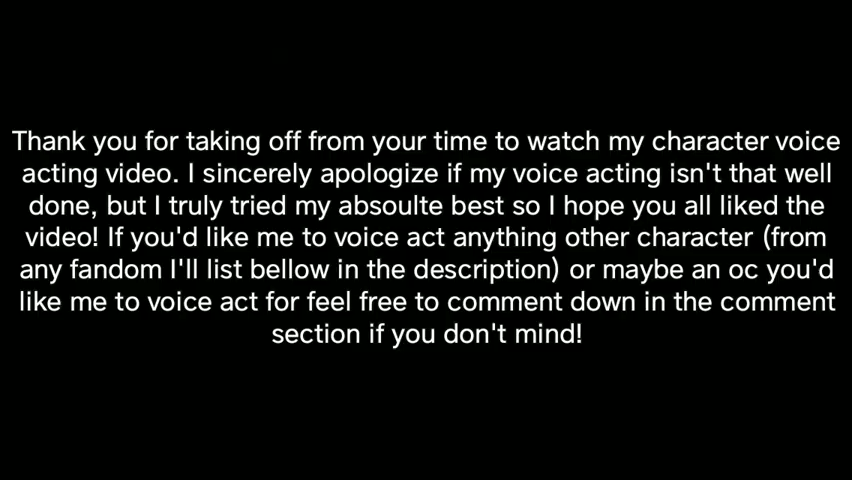 Thank you for taking off from your time to watch my character voice
acting video. I sincerely apologize if my voice acting isn't that well
done, but I truly tried my absoulte best so I hope you all liked the
video! If you'd like me to voice act anything other character (from
any fandom I'll list bellow in the description) or maybe an oc you'd
like me to voice act for feel free to comment down in the comment
section if you don't mind!